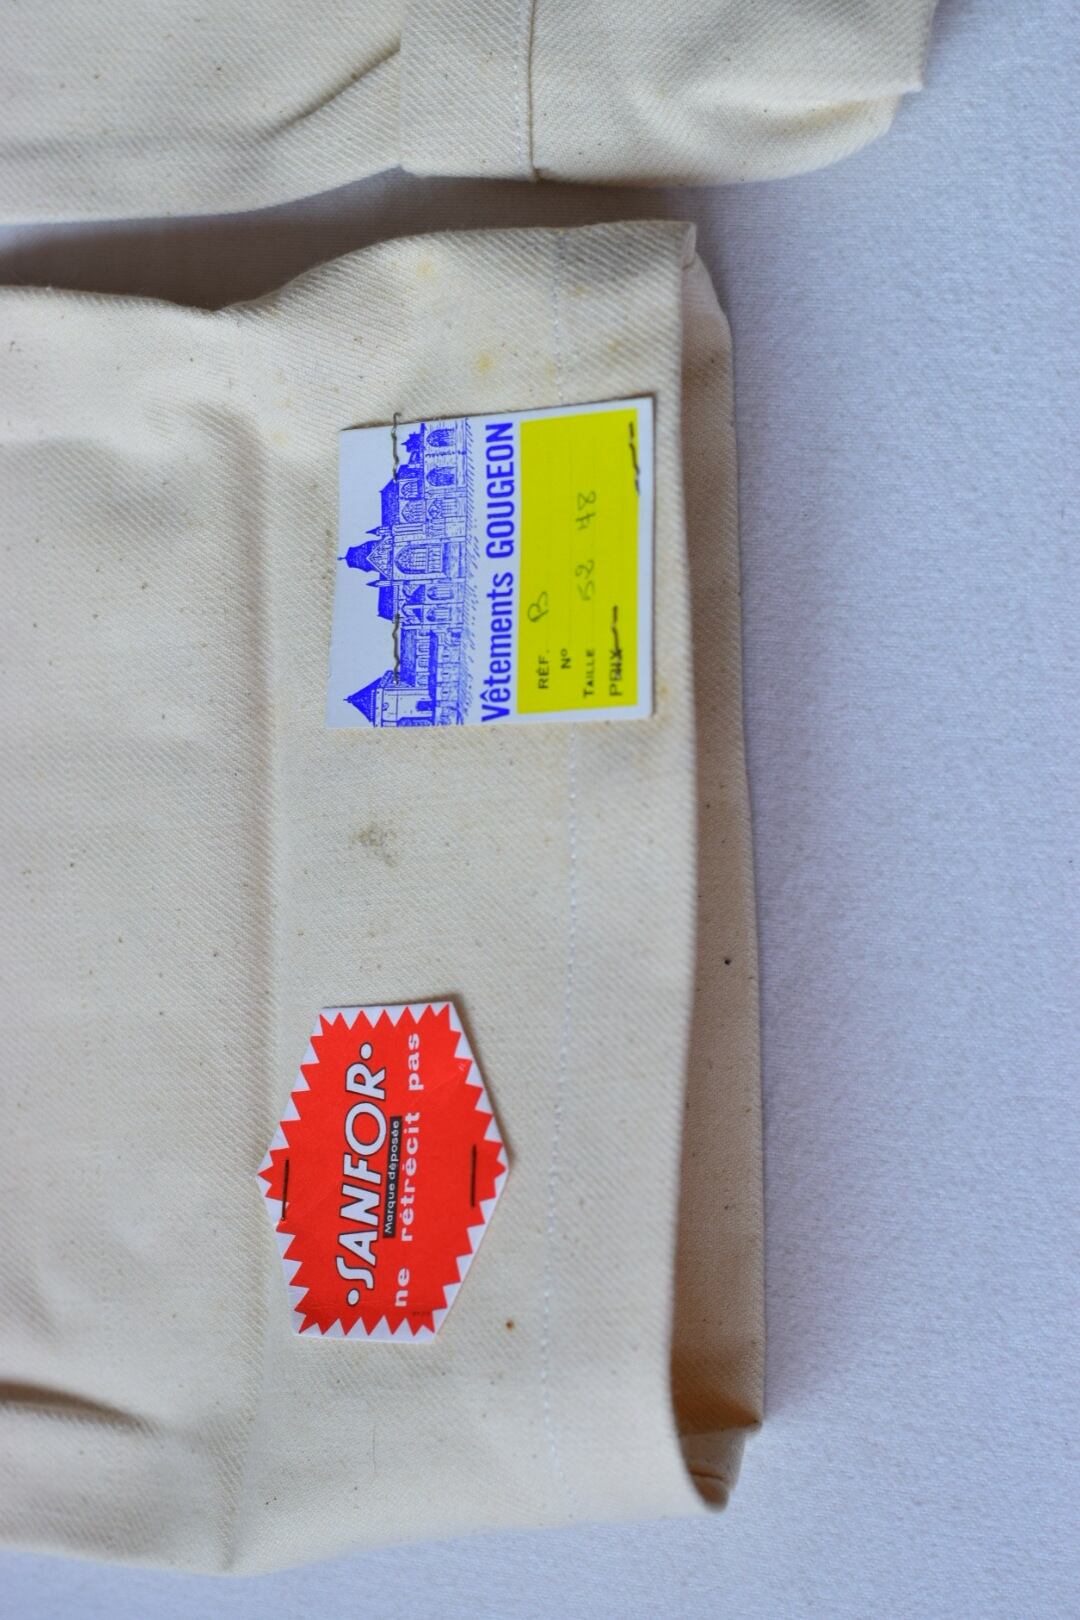 Vêtements GOUGEON
RÉF. B
Nº
TAILLE 52 48
PRIX
•SANFOR•
Marque déposée
ne rétrécit pas